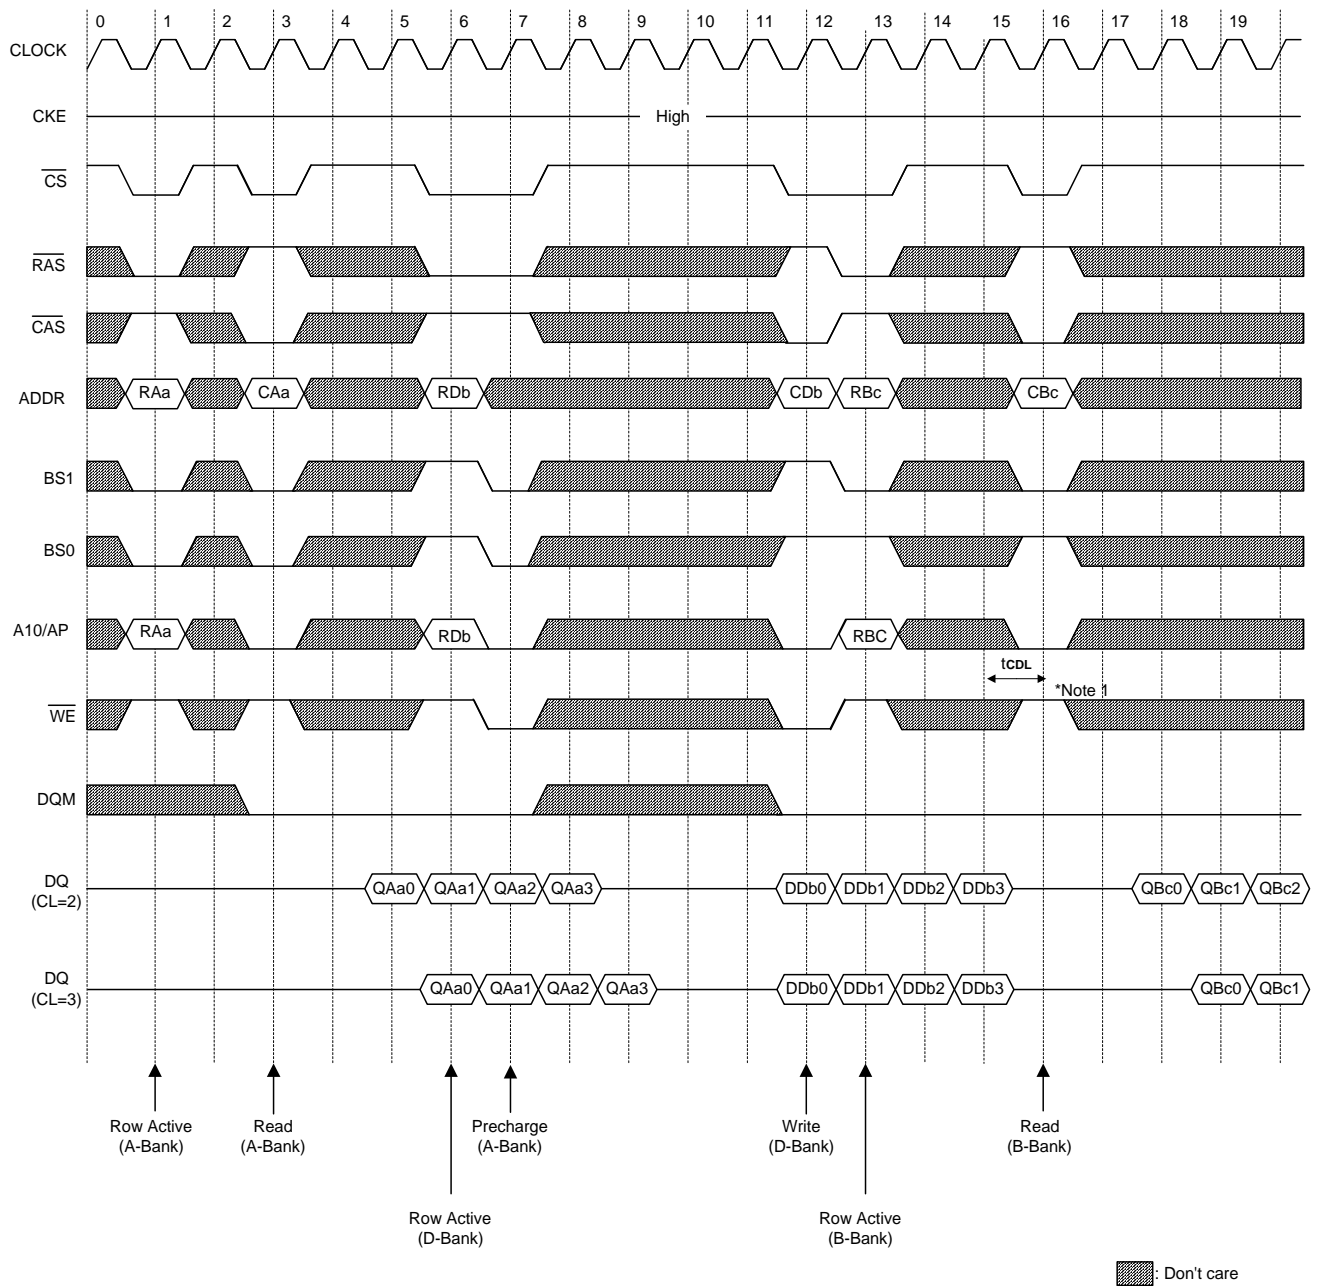 0 1 2 3 4 5 6 7 8 9 10 11 12 13 14 15 16 17 18 19
CLOCK
CKE High
CS
RAS
CAS
ADDR RAa CAa RDb CDb RBc CBc
BS1
BS0
A10/AP RAa RDb RBC
tCDL
*Note 1
WE
DQM
DQ
(CL=2) QAa0 QAa1 QAa2 QAa3 DDb0 DDb1 DDb2 DDb3 QBc0 QBc1 QBc2
DQ
(CL=3) QAa0 QAa1 QAa2 QAa3 DDb0 DDb1 DDb2 DDb3 QBc0 QBc1
Row Active
(A-Bank)
Read
(A-Bank)
Precharge
(A-Bank)
Write
(D-Bank)
Read
(B-Bank)
Row Active
(D-Bank)
Row Active
(B-Bank)
: Don't care